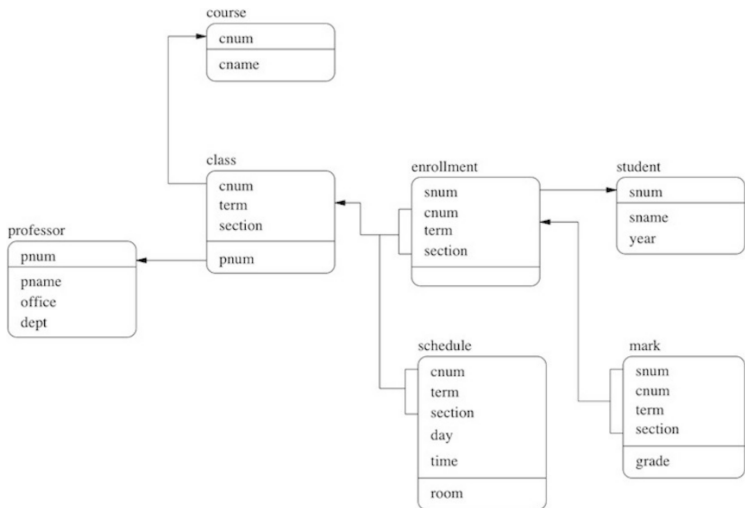 course
cnum
cname
class
cnum
term
section
pnum
professor
pnum
pname
office
dept
enrollment
snum
cnum
term
section
student
snum
sname
year
schedule
cnum
term
section
day
time
room
mark
snum
cnum
term
section
grade